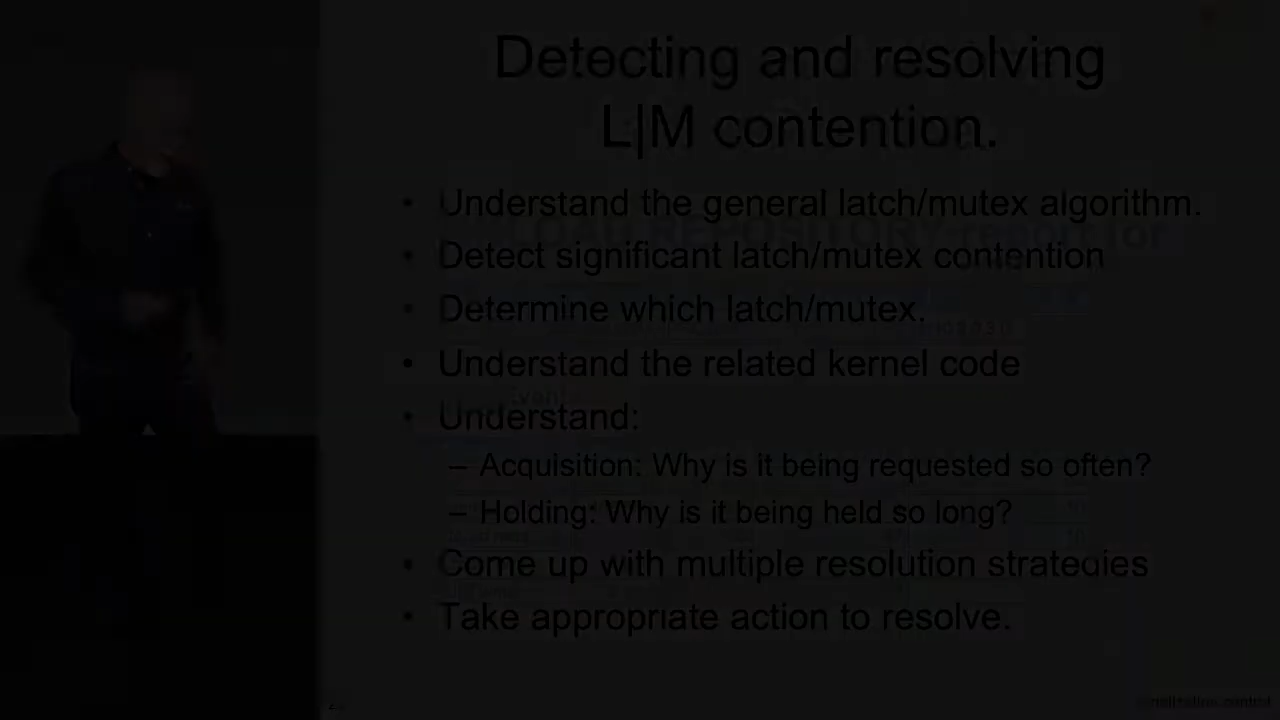 Detecting and resolving
L|M contention.
• Understand the general latch/mutex algorithm.
• Detect significant latch/mutex contention
• Determine which latch/mutex.
• Understand the related kernel code
• Understand:
– Acquisition: Why is it being requested so often?
– Holding: Why is it being held so long?
• Come up with multiple resolution strategies
• Take appropriate action to resolve.